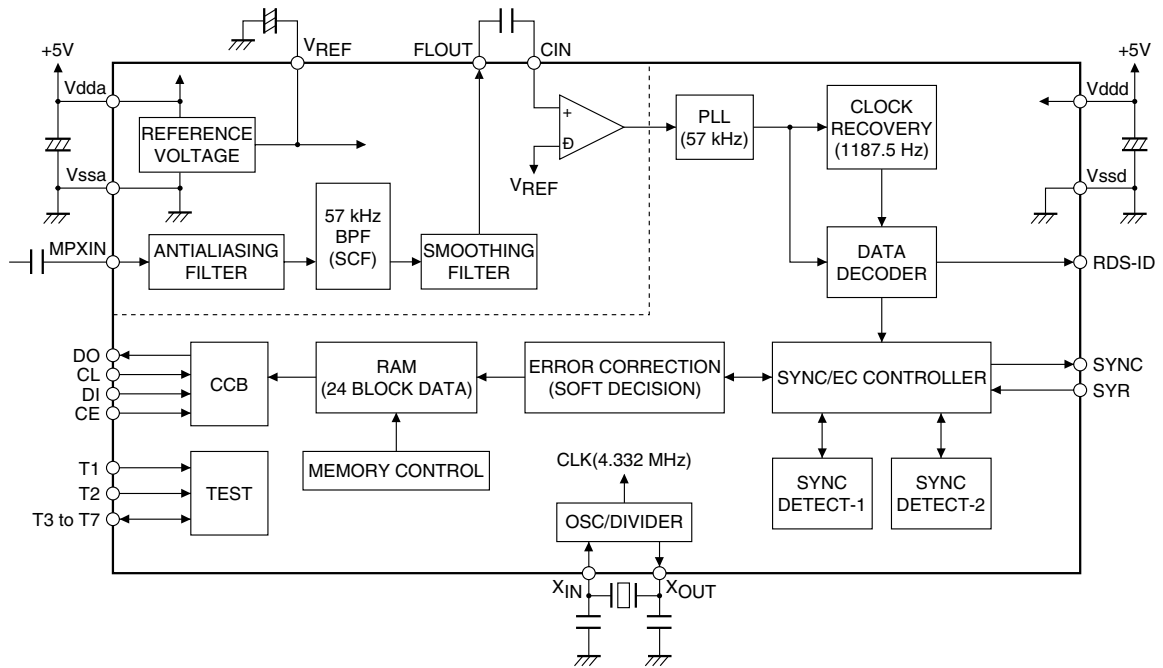 +5V
VREF
FLOUT
CIN
+5V
Vdda
Vddd
REFERENCE
VOLTAGE
+
Đ
VREF
PLL
(57 kHz)
CLOCK
RECOVERY
(1187.5 Hz)
Vssa
Vssd
MPXIN
ANTIALIASING
FILTER
57 kHz
BPF
(SCF)
SMOOTHING
FILTER
DATA
DECODER
RDS-ID
DO
CL
DI
CE
CCB
RAM
(24 BLOCK DATA)
ERROR CORRECTION
(SOFT DECISION)
SYNC/EC CONTROLLER
SYNC
SYR
T1
T2
T3 to T7
TEST
MEMORY CONTROL
CLK(4.332 MHz)
OSC/DIVIDER
SYNC
DETECT-1
SYNC
DETECT-2
XIN
XOUT